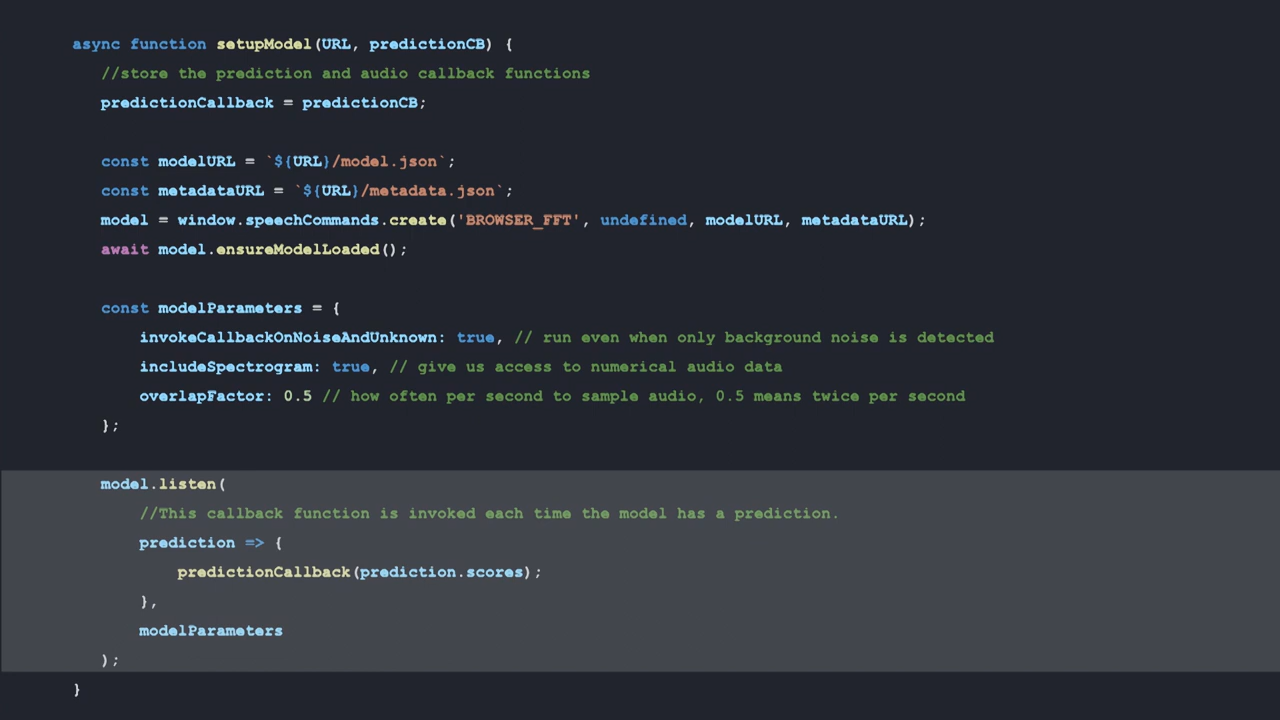 async function setupModel(URL, predictionCB) {
//store the prediction and audio callback functions
predictionCallback = predictionCB;
const modelURL = `${URL}/model.json`;
const metadataURL = `${URL}/metadata.json`;
model = window.speechCommands.create('BROWSER_FFT', undefined, modelURL, metadataURL);
await model.ensureModelLoaded();
const modelParameters = {
invokeCallbackOnNoiseAndUnknown: true, // run even when only background noise is detected
includeSpectrogram: true, // give us access to numerical audio data
overlapFactor: 0.5 // how often per second to sample audio, 0.5 means twice per second
};
model.listen(
//This callback function is invoked each time the model has a prediction.
prediction => {
predictionCallback(prediction.scores);
},
modelParameters
);
}